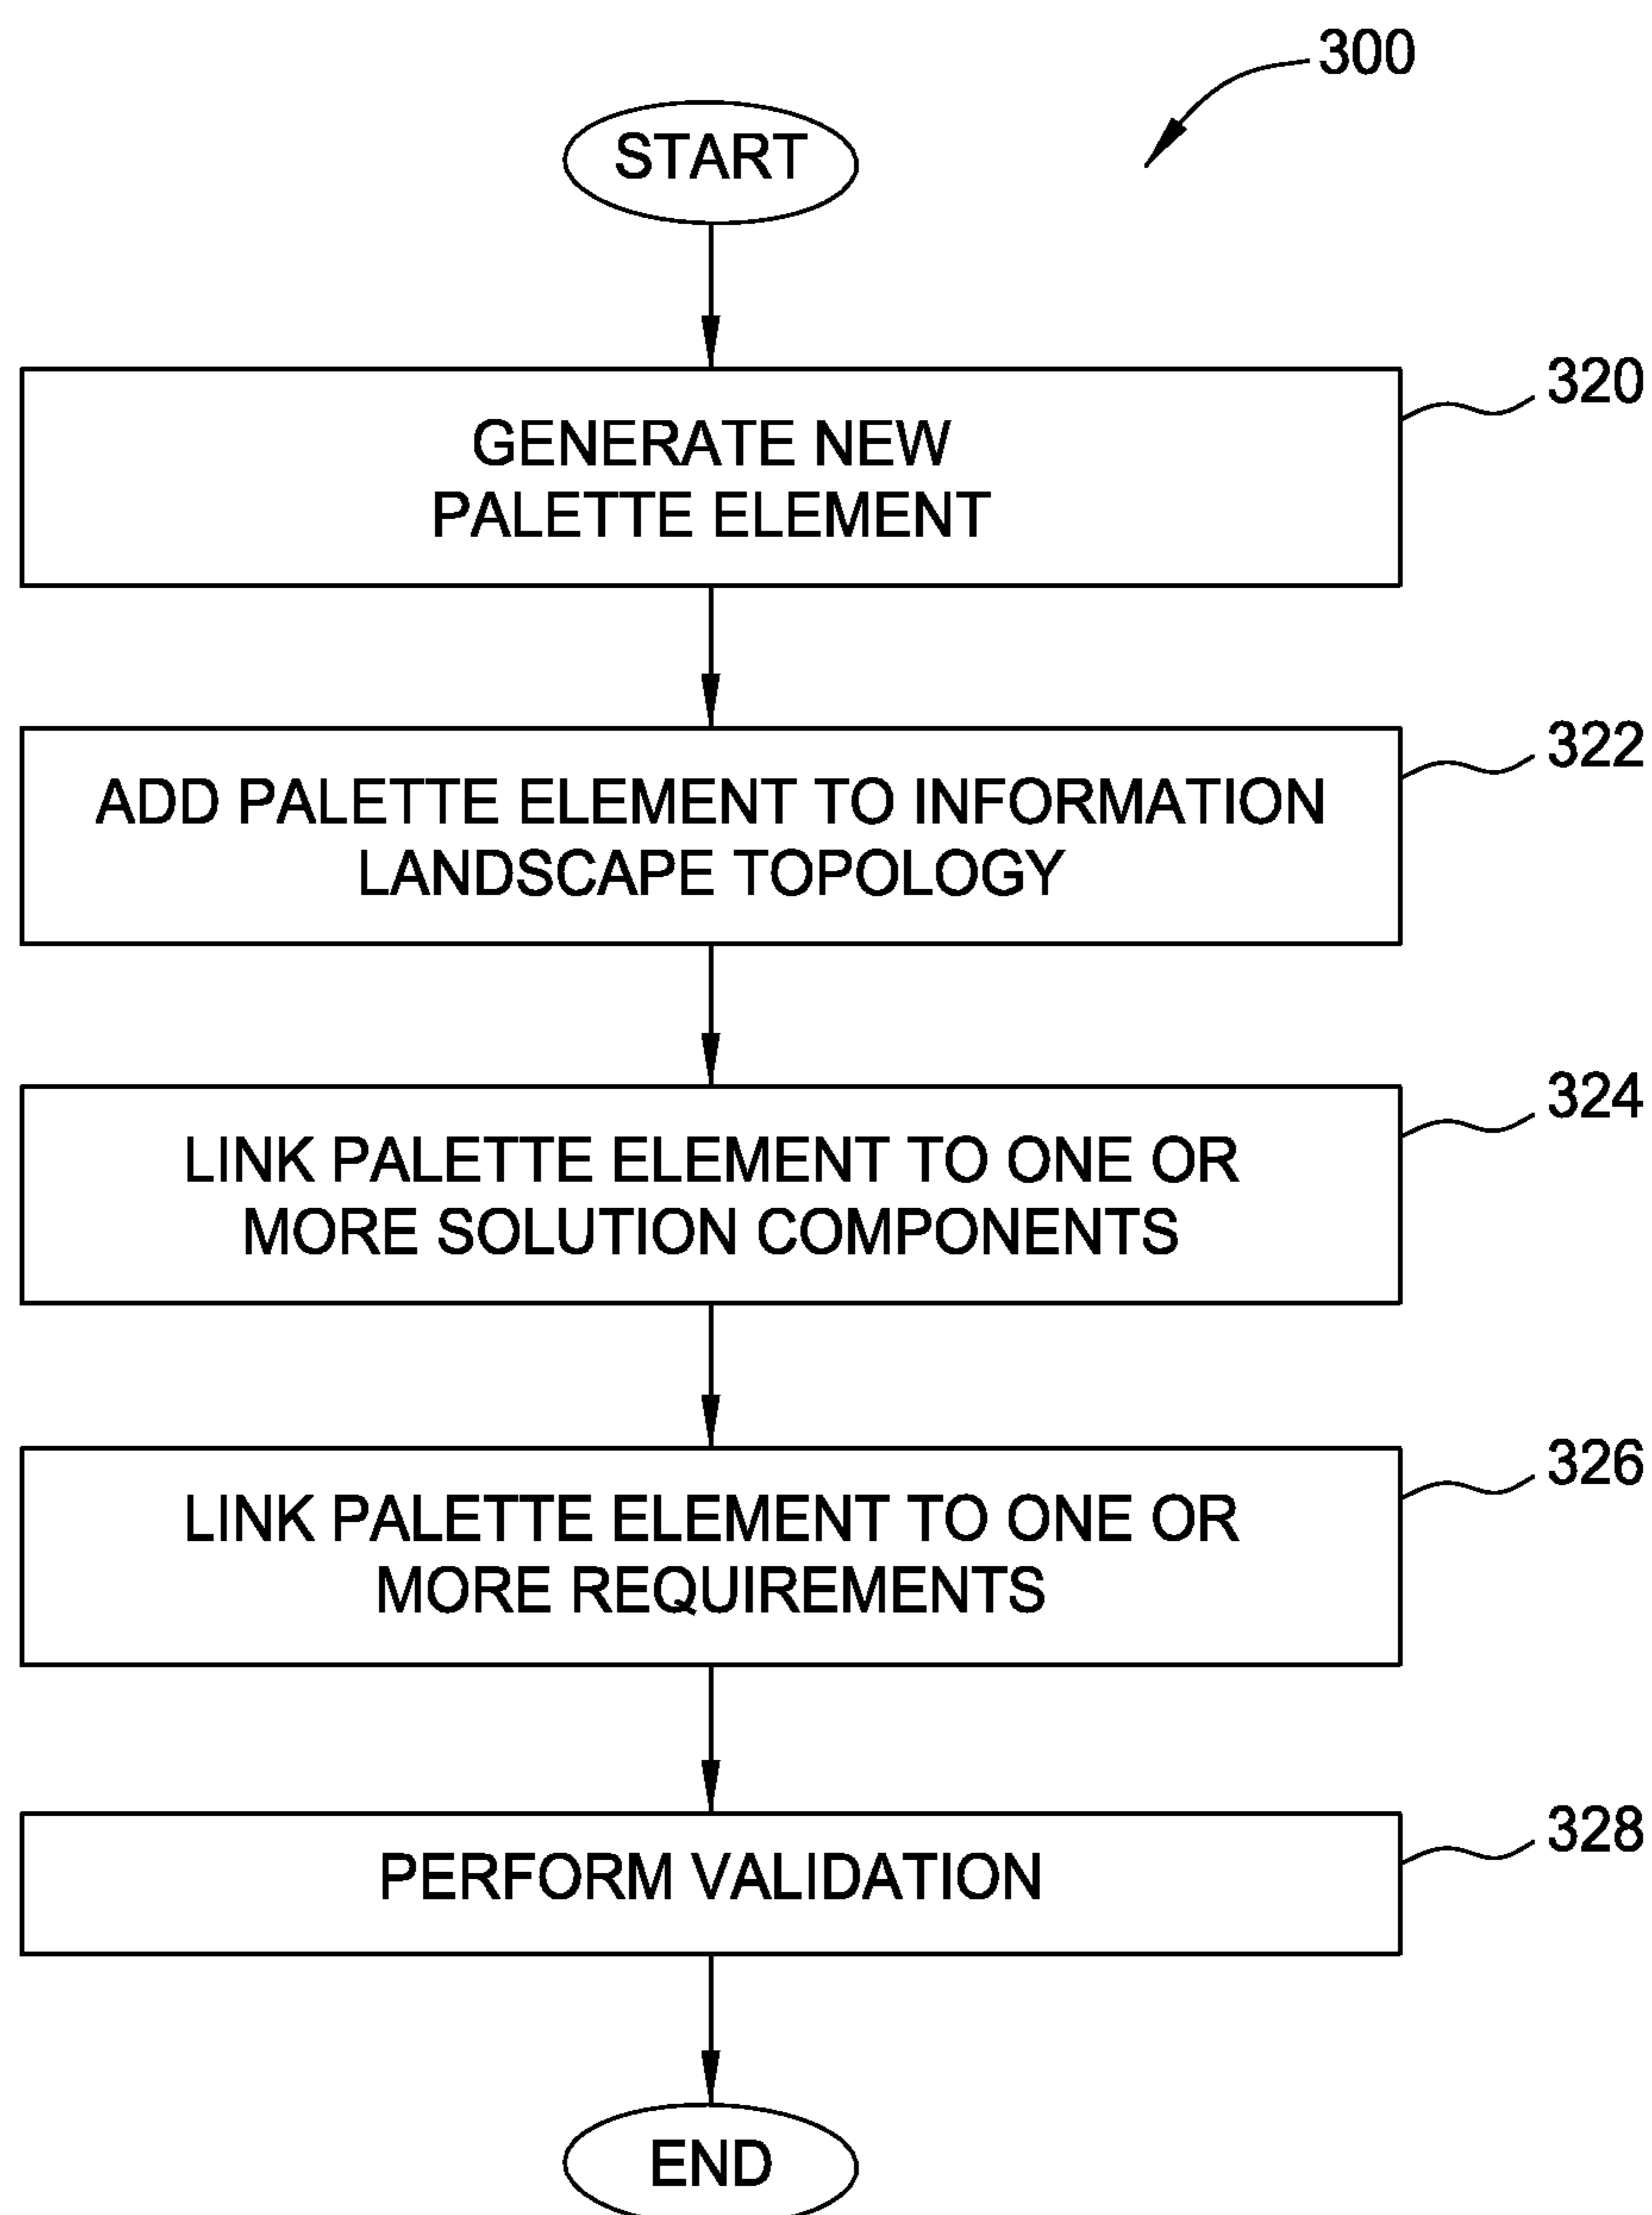 300
START
320
GENERATE NEW
PALETTE ELEMENT
322
ADD PALETTE ELEMENT TO INFORMATION
LANDSCAPE TOPOLOGY
324
LINK PALETTE ELEMENT TO ONE OR
MORE SOLUTION COMPONENTS
326
LINK PALETTE ELEMENT TO ONE OR
MORE REQUIREMENTS
328
PERFORM VALIDATION
END